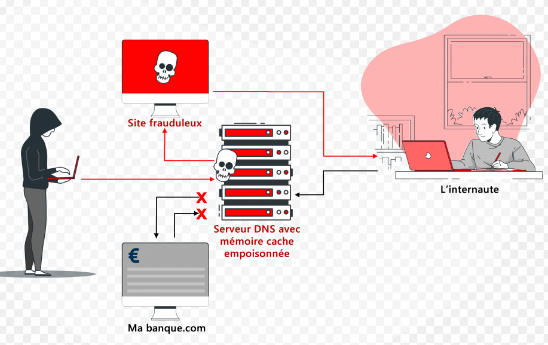 Site frauduleux
L'internaute
Serveur DNS avec
mémoire cache
empoisonnée
€
Ma banque.com